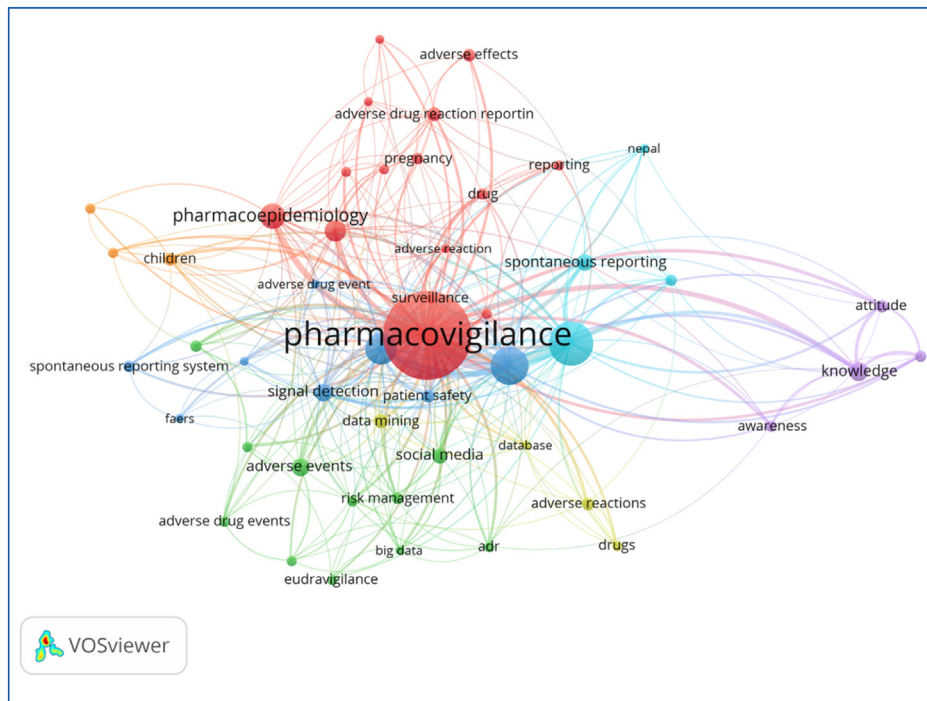 adverse effects
adverse drug reaction reportin
nepal
pregnancy
reporting
drug
pharmacoepidemiology
adverse reaction
children
spontaneous reporting
adverse drug event
surveillance
attitude
pharmacovigilance
spontaneous reporting system
knowledge
signal detection
patient safety
faers
data mining
awareness
database
social media
adverse events
risk management
adverse reactions
adverse drug events
big data
adr
drugs
eudravigilance
VOSviewer